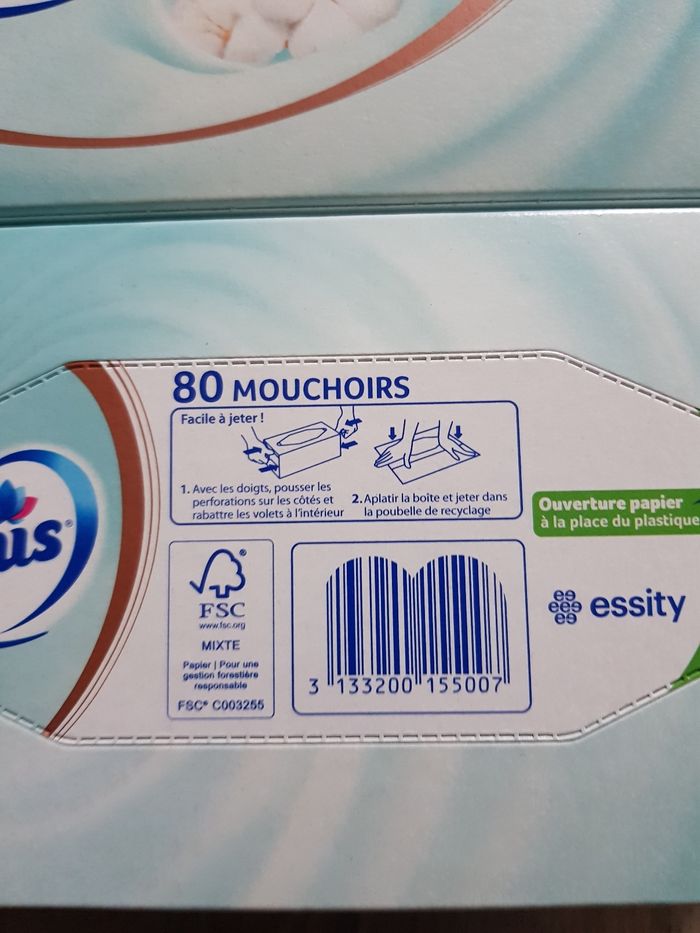 80 MOUCHOIRS
Facile à jeter !
1. Avec les doigts, pousser les
perforations sur les côtés et
rabattre les volets à l'intérieur
2. Aplatir la boîte et jeter dans
la poubelle de recyclage
Ouverture papier
à la place du plastique
FSC
www.fsc.org
MIXTE
Papier | Pour une
gestion forestière
responsable
FSC® C003255
3 133200 155007
essity